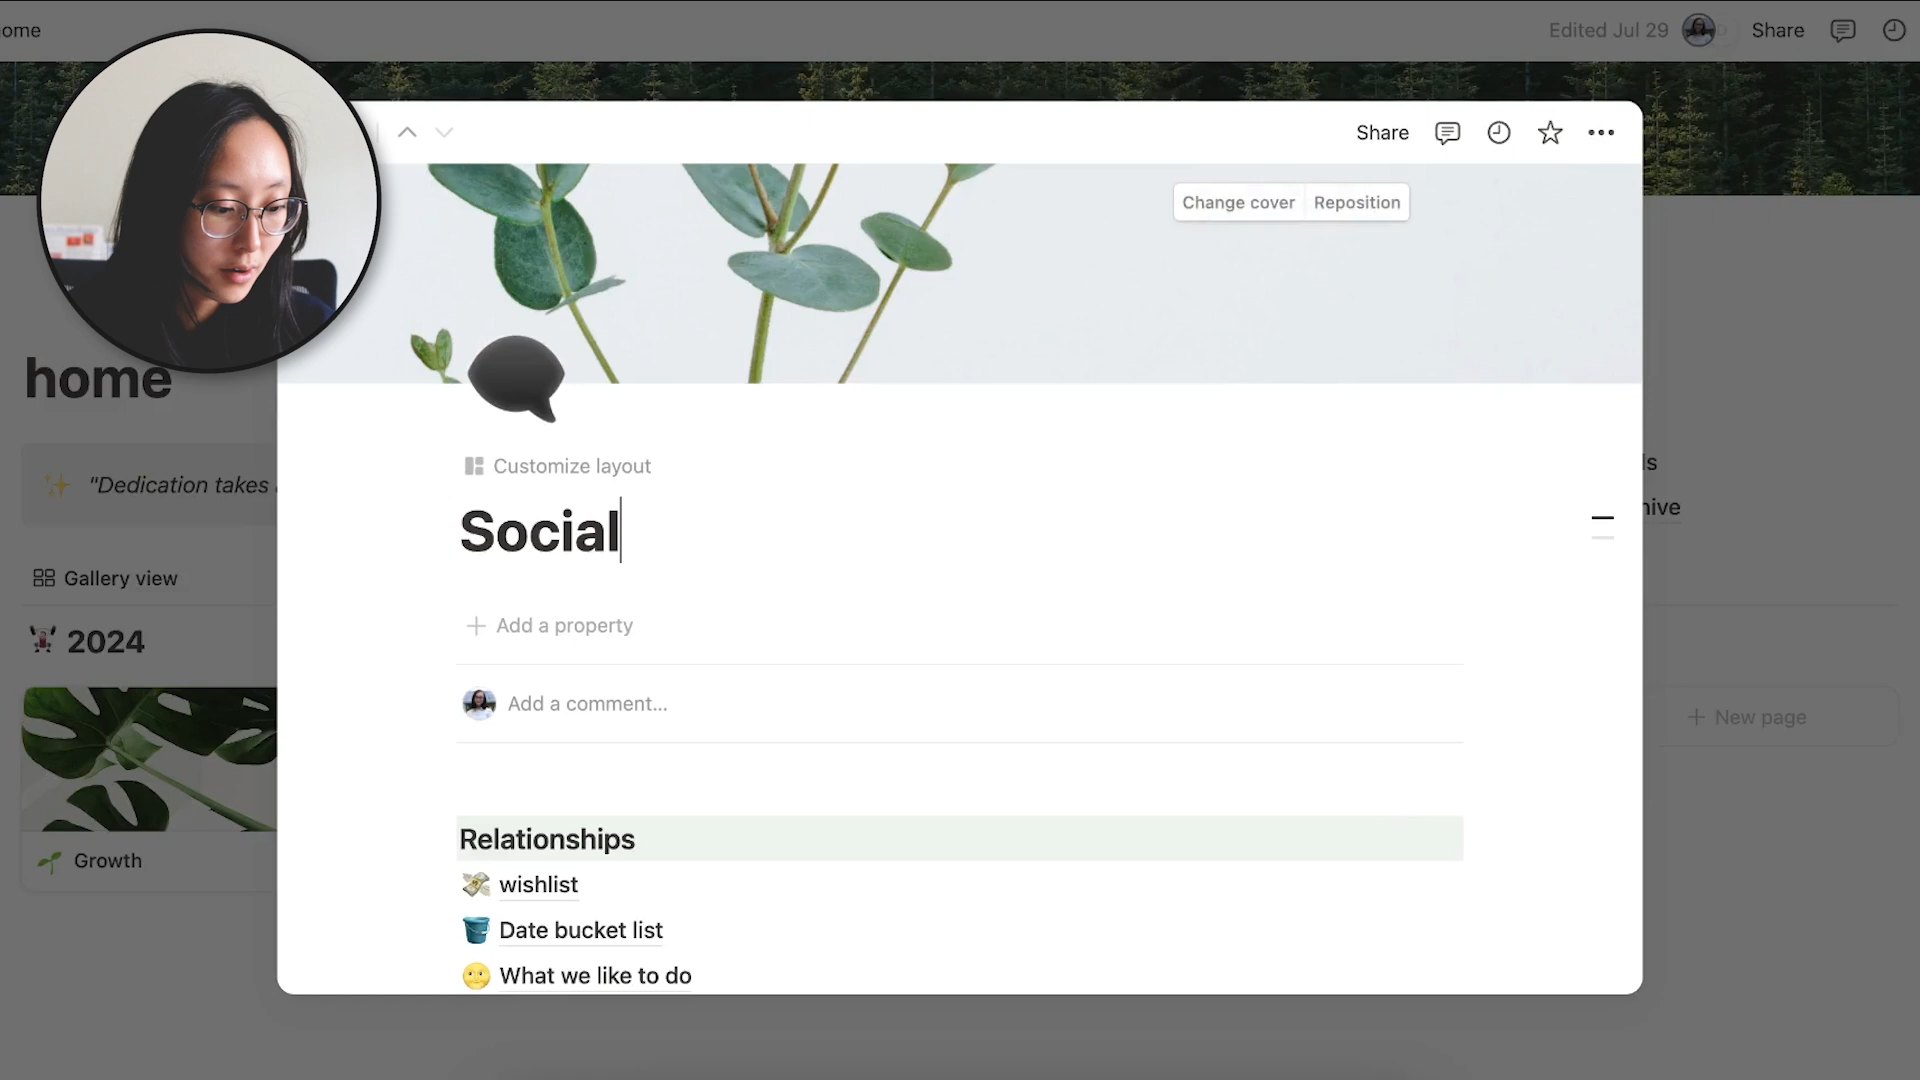 ome
Edited Jul 29
Share
Share
Change cover
Reposition
home
Customize layout
"Dedication takes
Social
hive
Gallery view
Add a property
2024
Add a comment...
New page
Relationships
Growth
wishlist
Date bucket list
What we like to do